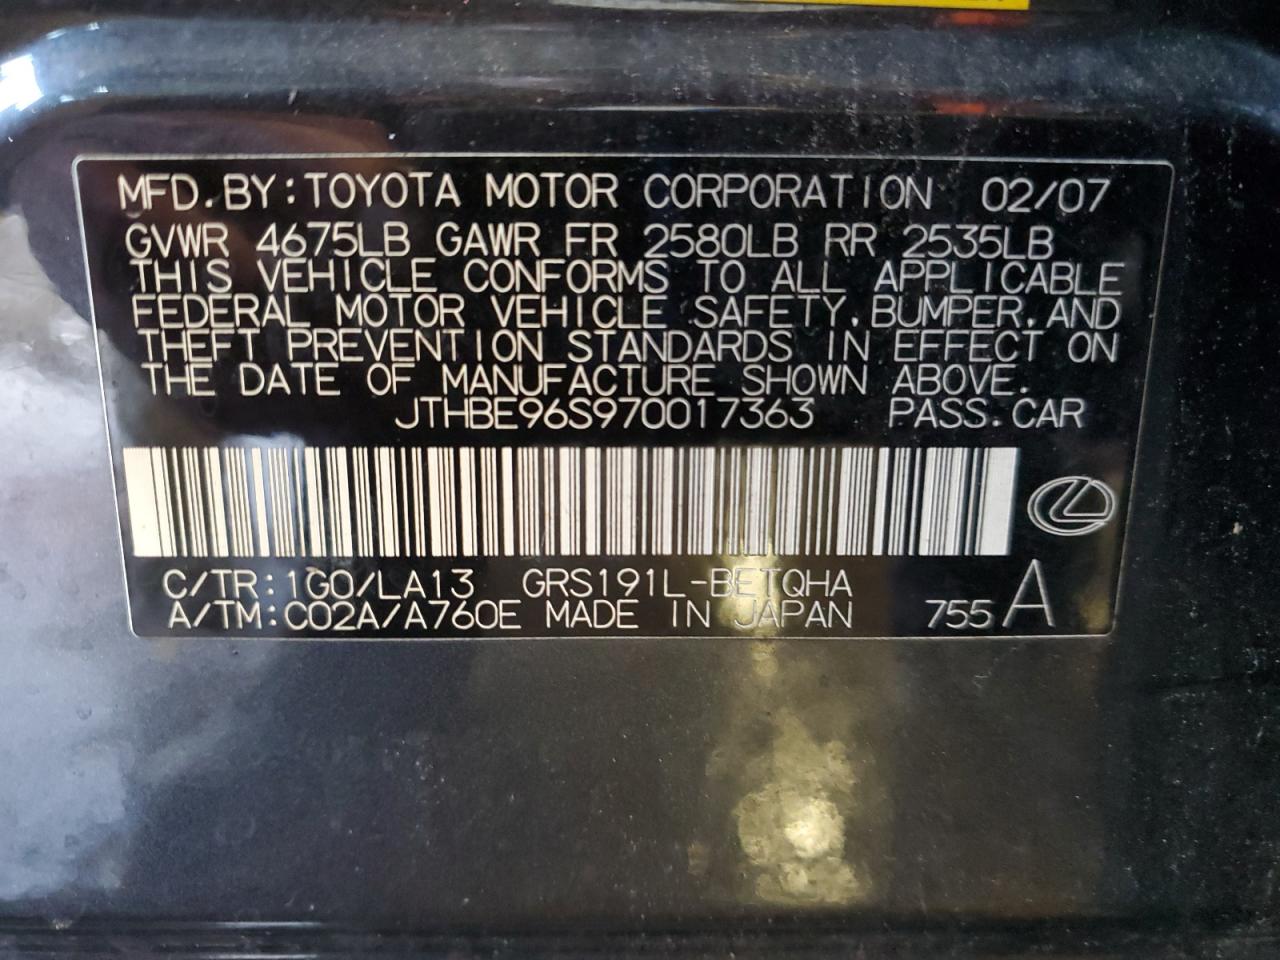 MFD. BY: TOYOTA MOTOR CORPORATION 02/07
GVWR 4675LB GAWR FR 2580LB RR 2535LB
THIS VEHICLE CONFORMS TO ALL APPLICABLE
FEDERAL MOTOR VEHICLE SAFETY, BUMPER, AND
THEFT PREVENTION STANDARDS IN EFFECT ON
THE DATE OF MANUFACTURE SHOWN ABOVE.
JTHBE96S970017363 PASS. CAR
C/TR: 1G0/LA13 GRS191L-BETQHA
A/TM: C02A/A760E MADE IN JAPAN 755 A